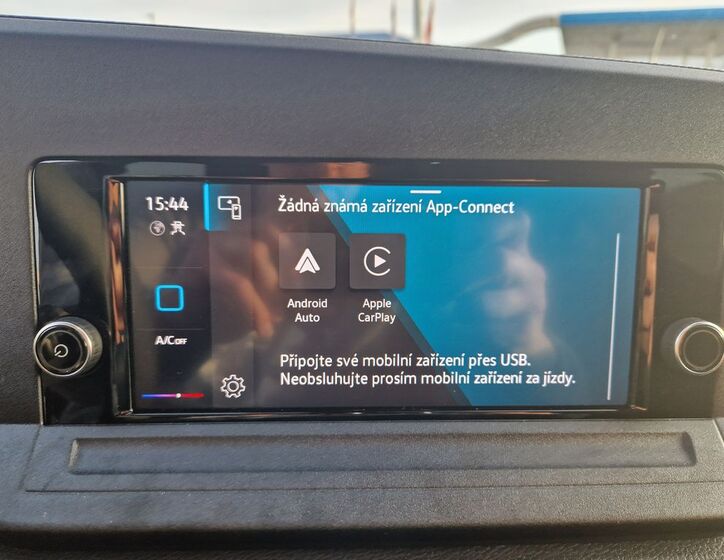 15:44
Žádná známá zařízení App-Connect
Android
Auto
Apple
CarPlay
A/C OFF
Připojte své mobilní zařízení přes USB.
Neobsluhujte prosím mobilní zařízení za jízdy.